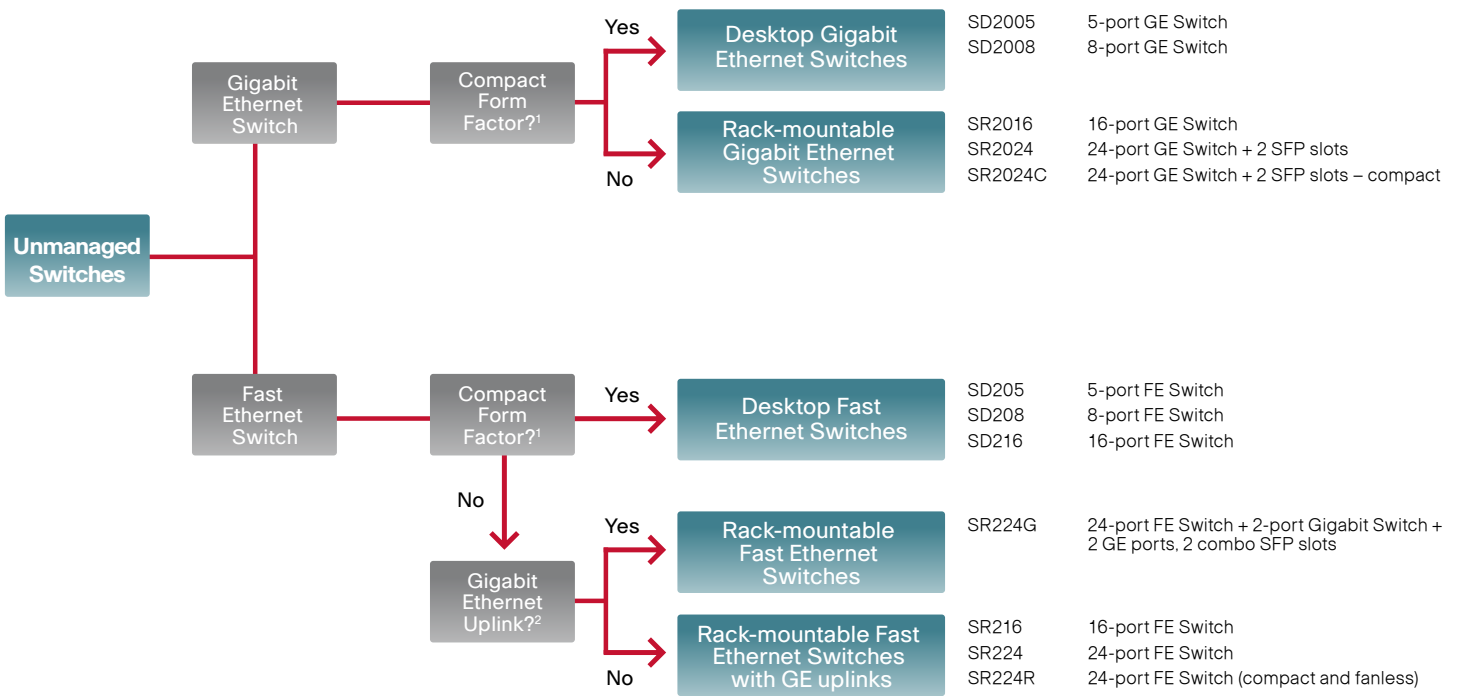 Unmanaged
Switches
Gigabit
Ethernet
Switch
Compact
Form
Factor?¹
Yes
No
Desktop Gigabit
Ethernet Switches
SD2005 5-port GE Switch
SD2008 8-port GE Switch
Rack-mountable
Gigabit Ethernet
Switches
SR2016 16-port GE Switch
SR2024 24-port GE Switch + 2 SFP slots
SR2024C 24-port GE Switch + 2 SFP slots – compact
Fast
Ethernet
Switch
Compact
Form
Factor?¹
Yes
No
Desktop Fast
Ethernet Switches
SD205 5-port FE Switch
SD208 8-port FE Switch
SD216 16-port FE Switch
Gigabit
Ethernet
Uplink?²
Yes
No
Rack-mountable
Fast Ethernet
Switches
SR224G 24-port FE Switch + 2-port Gigabit Switch +
2 GE ports, 2 combo SFP slots
Rack-mountable Fast
Ethernet Switches
with GE uplinks
SR216 16-port FE Switch
SR224 24-port FE Switch
SR224R 24-port FE Switch (compact and fanless)